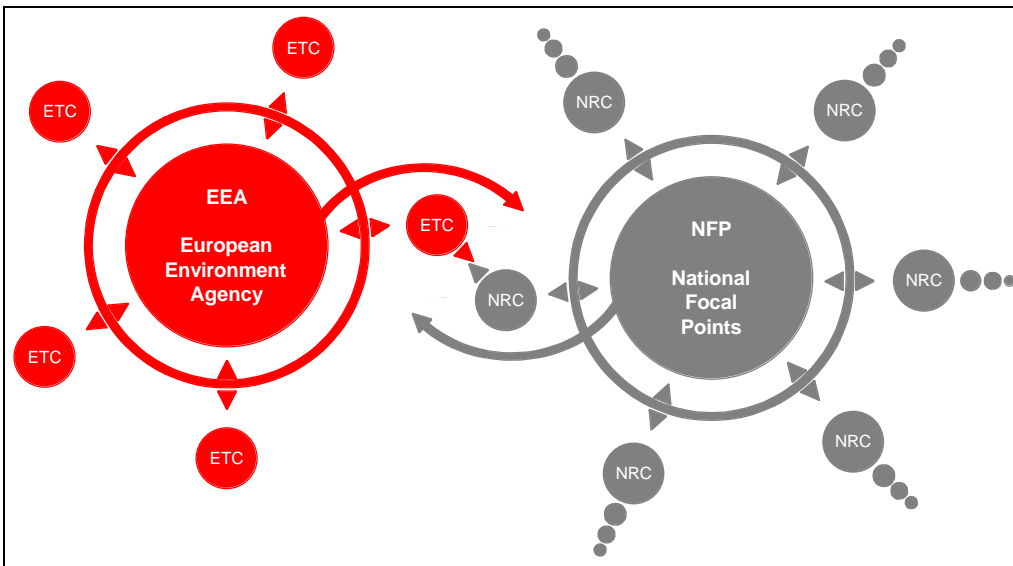 ETC
ETC
EEA
European
Environment
Agency
ETC
ETC
ETC
ETC
NRC
NRC
NRC
NFP
National
Focal
Points
NRC
NRC
NRC